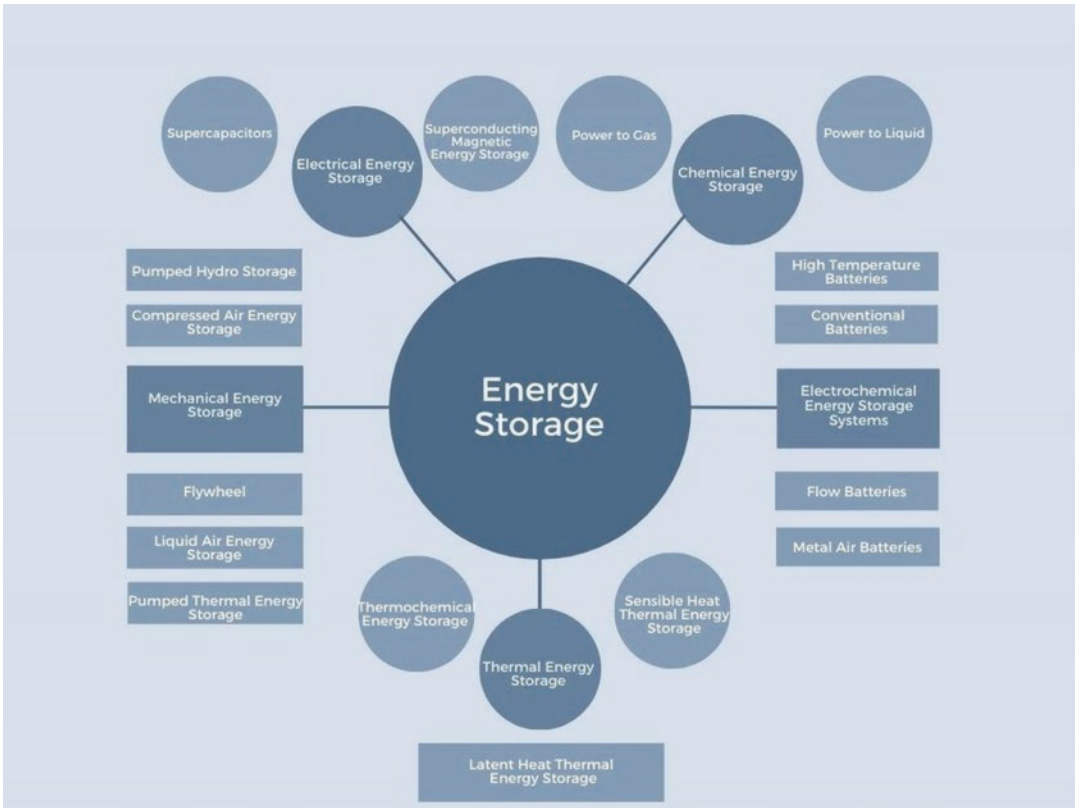 Supercapacitors
Electrical Energy
Storage
Superconducting
Magnetic
Energy Storage
Power to Gas
Chemical Energy
Storage
Power to Liquid
Pumped Hydro Storage
Compressed Air Energy
Storage
Mechanical Energy
Storage
Flywheel
Liquid Air Energy
Storage
Pumped Thermal Energy
Storage
Energy
Storage
High Temperature
Batteries
Conventional
Batteries
Electrochemical
Energy Storage
Systems
Flow Batteries
Metal Air Batteries
Thermochemical
Energy Storage
Thermal Energy
Storage
Sensible Heat
Thermal Energy
Storage
Latent Heat Thermal
Energy Storage